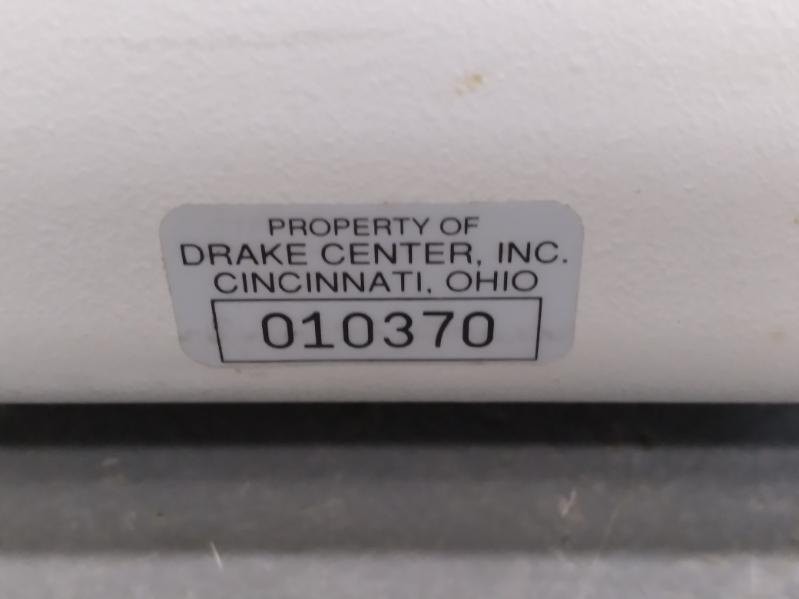 PROPERTY OF
DRAKE CENTER, INC.
CINCINNATI, OHIO
010370